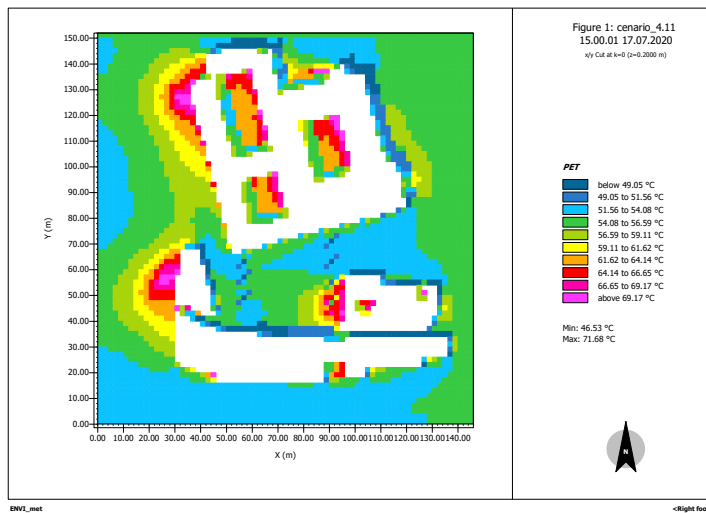 Figure 1: cenario_4.11
15.00.01 17.07.2020
x/y Cut at k=0 (z=0.2000 m)
150.00
140.00
130.00
120.00
110.00
100.00
90.00
80.00
70.00
60.00
50.00
40.00
30.00
20.00
10.00
0.00
Y (m)
0.00 10.00 20.00 30.00 40.00 50.00 60.00 70.00 80.00 90.00 100.00 110.00 120.00 130.00 140.00
X (m)
PET
below 49.05 °C
49.05 to 51.56 °C
51.56 to 54.08 °C
54.08 to 56.59 °C
56.59 to 59.11 °C
59.11 to 61.62 °C
61.62 to 64.14 °C
64.14 to 66.65 °C
66.65 to 69.17 °C
above 69.17 °C
Min: 46.53 °C
Max: 71.68 °C
N
ENVI_met
<Right foo